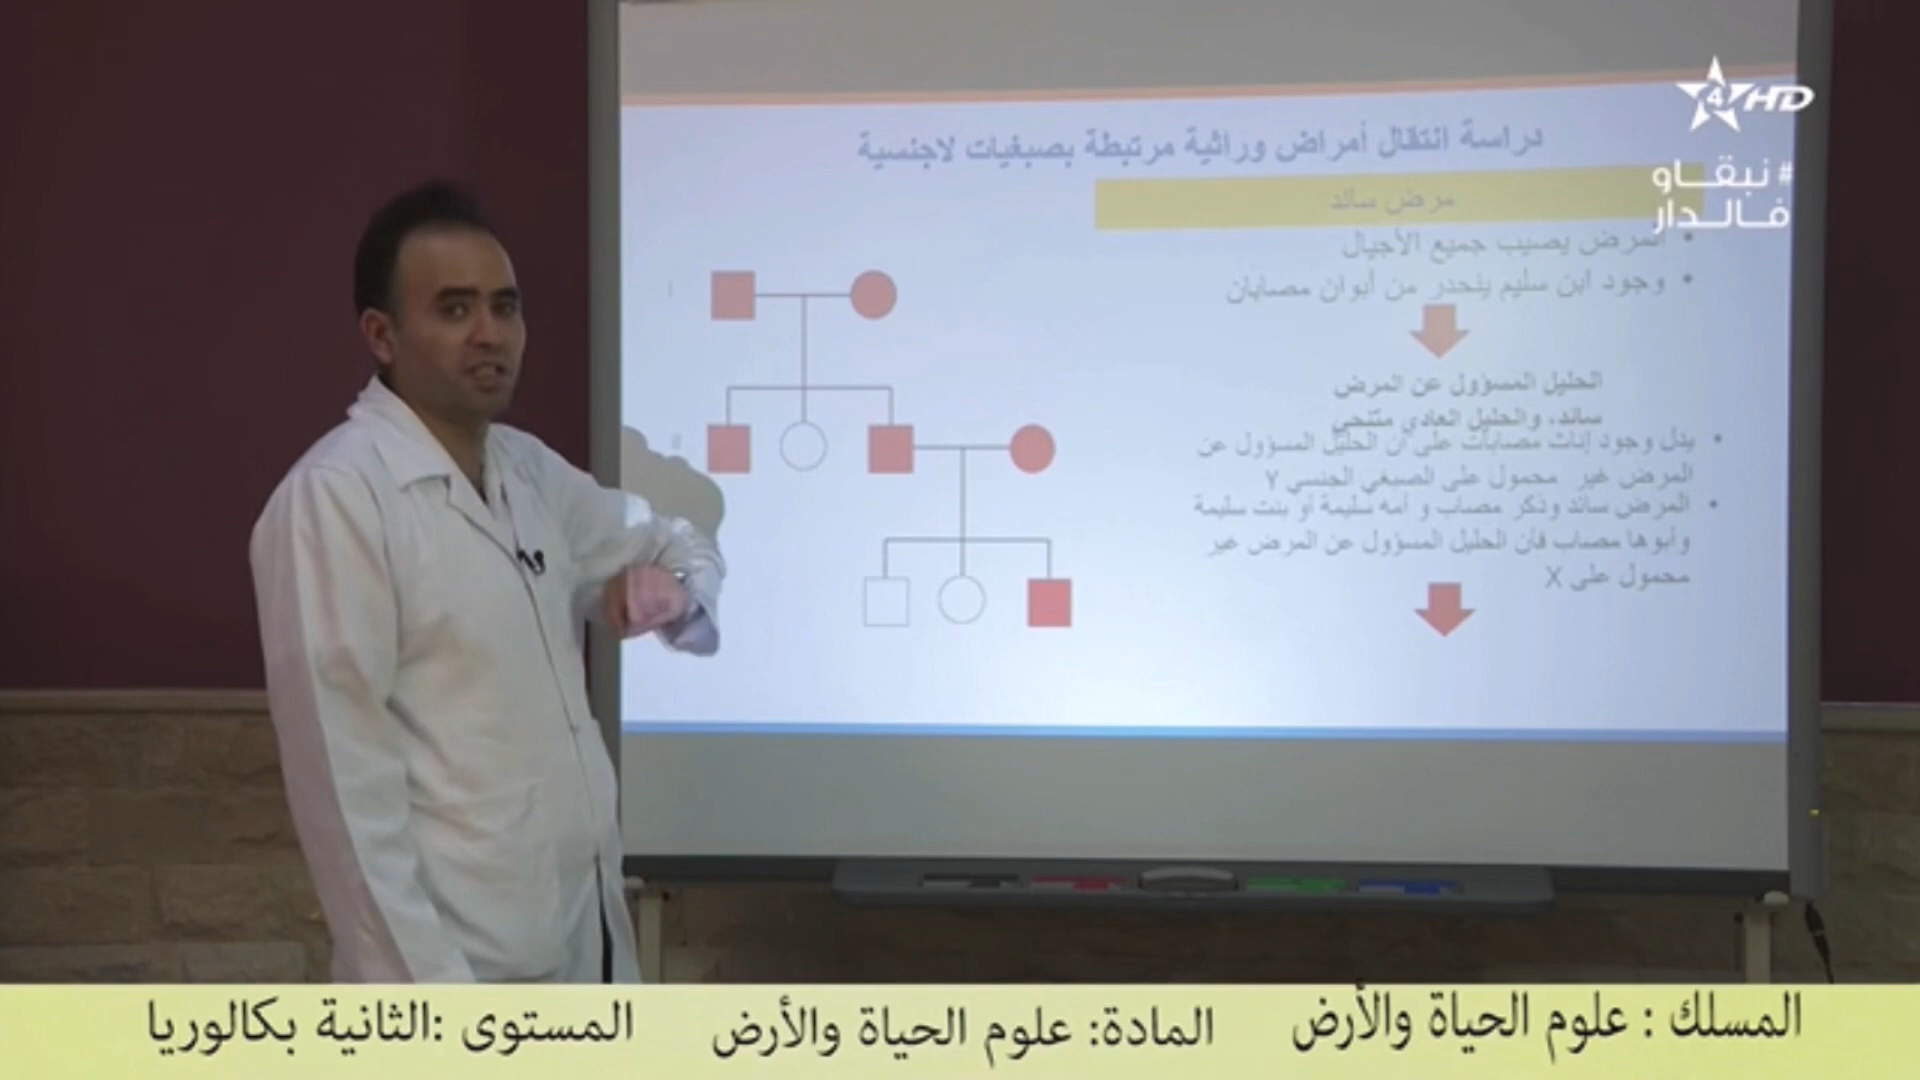 4 HD
#نبقاو
فالدار
دراسة انتقال أمراض وراثية مرتبطة بصبغيات لاجنسية
مرض سائد
• المرض يصيب جميع الأجيال
• وجود ابن سليم ينحدر من أبوان مصابان
الحليل المسؤول عن المرض
سائد، والحليل العادي متنحي
• يدل وجود إناث مصابات على أن الحليل المسؤول عن
المرض غير محمول على الصبغي الجنسي Y
• المرض سائد وذكر مصاب و أمه سليمة أو بنت سليمة
وأبوها مصاب فأن الحليل المسؤول عن المرض غير
محمول على X
I
II
المسلك : علوم الحياة والأرض
المادة: علوم الحياة والأرض
المستوى :الثانية بكالوريا